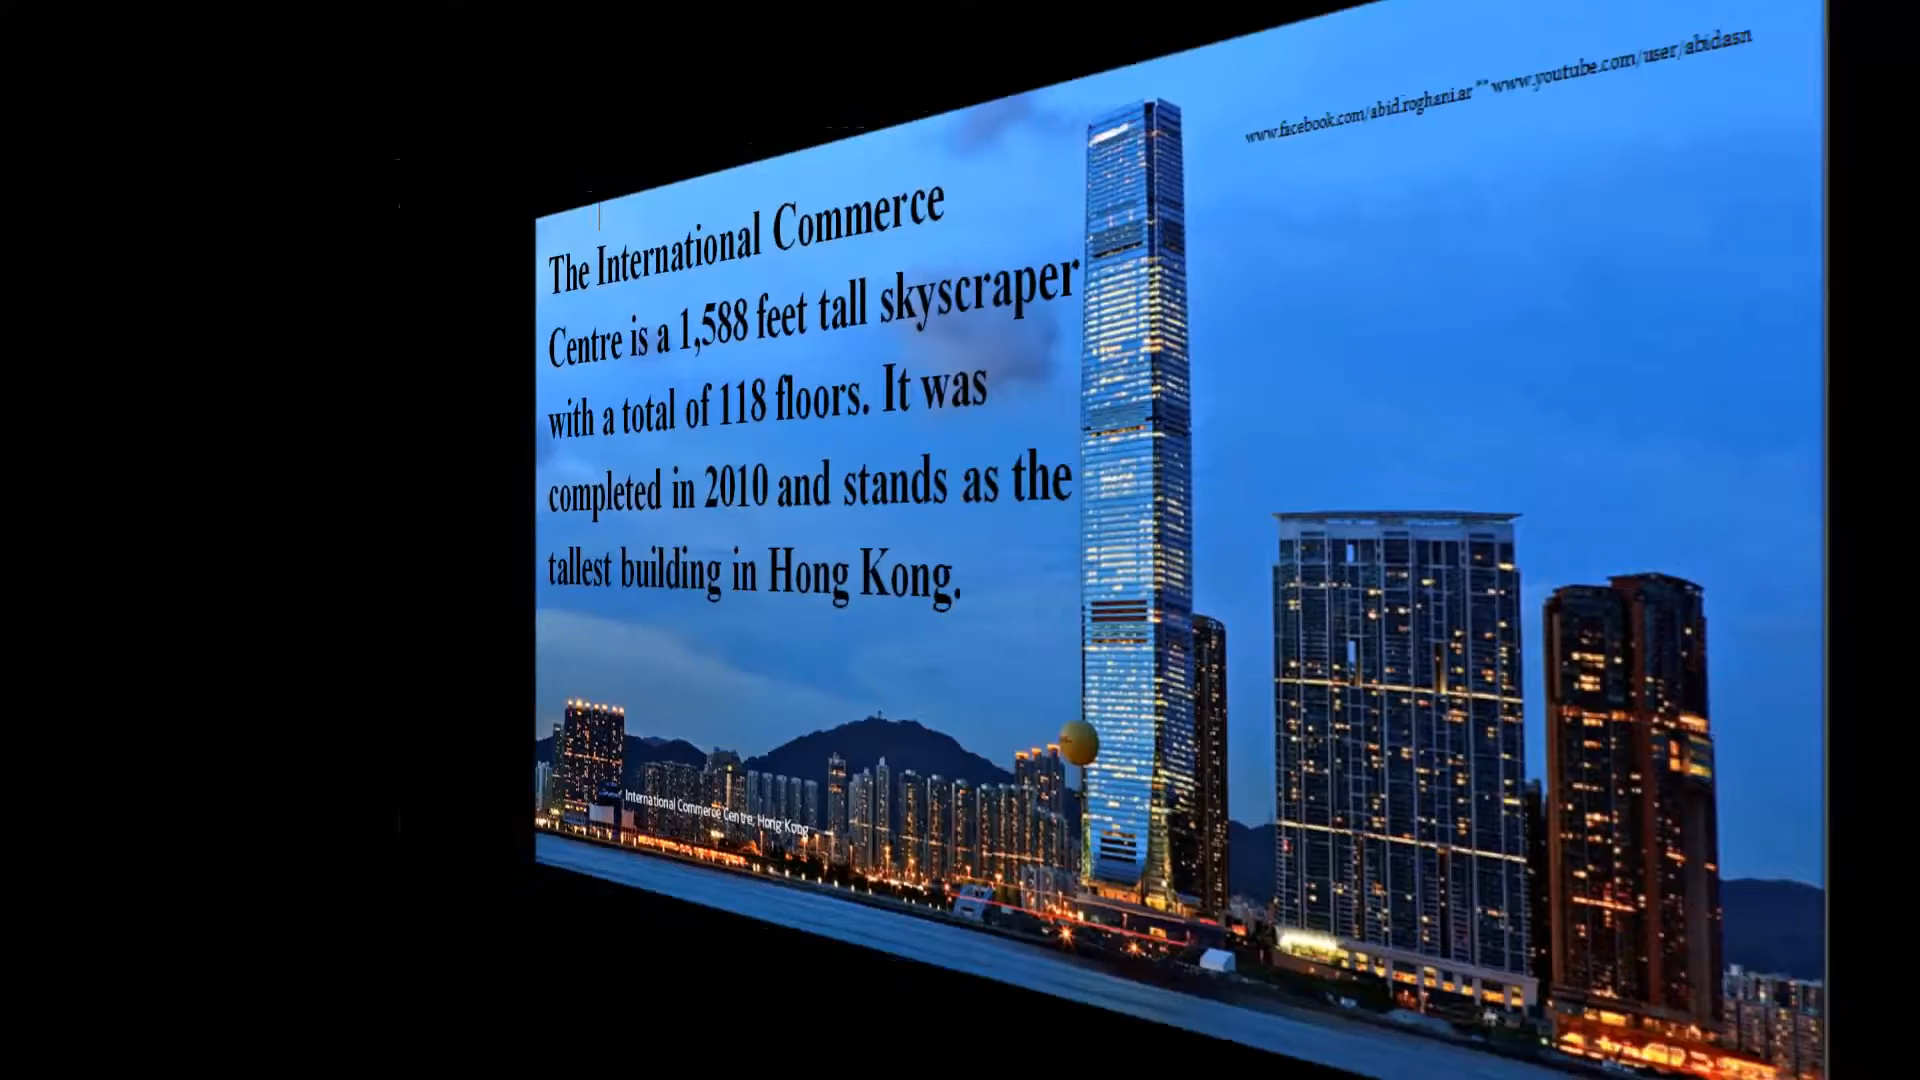 www.facebook.com/abid.roghani.ar ** www.youtube.com/user/abidasn
The International Commerce
Centre is a 1,588 feet tall skyscraper
with a total of 118 floors. It was
completed in 2010 and stands as the
tallest building in Hong Kong.
International Commerce Centre, Hong Kong